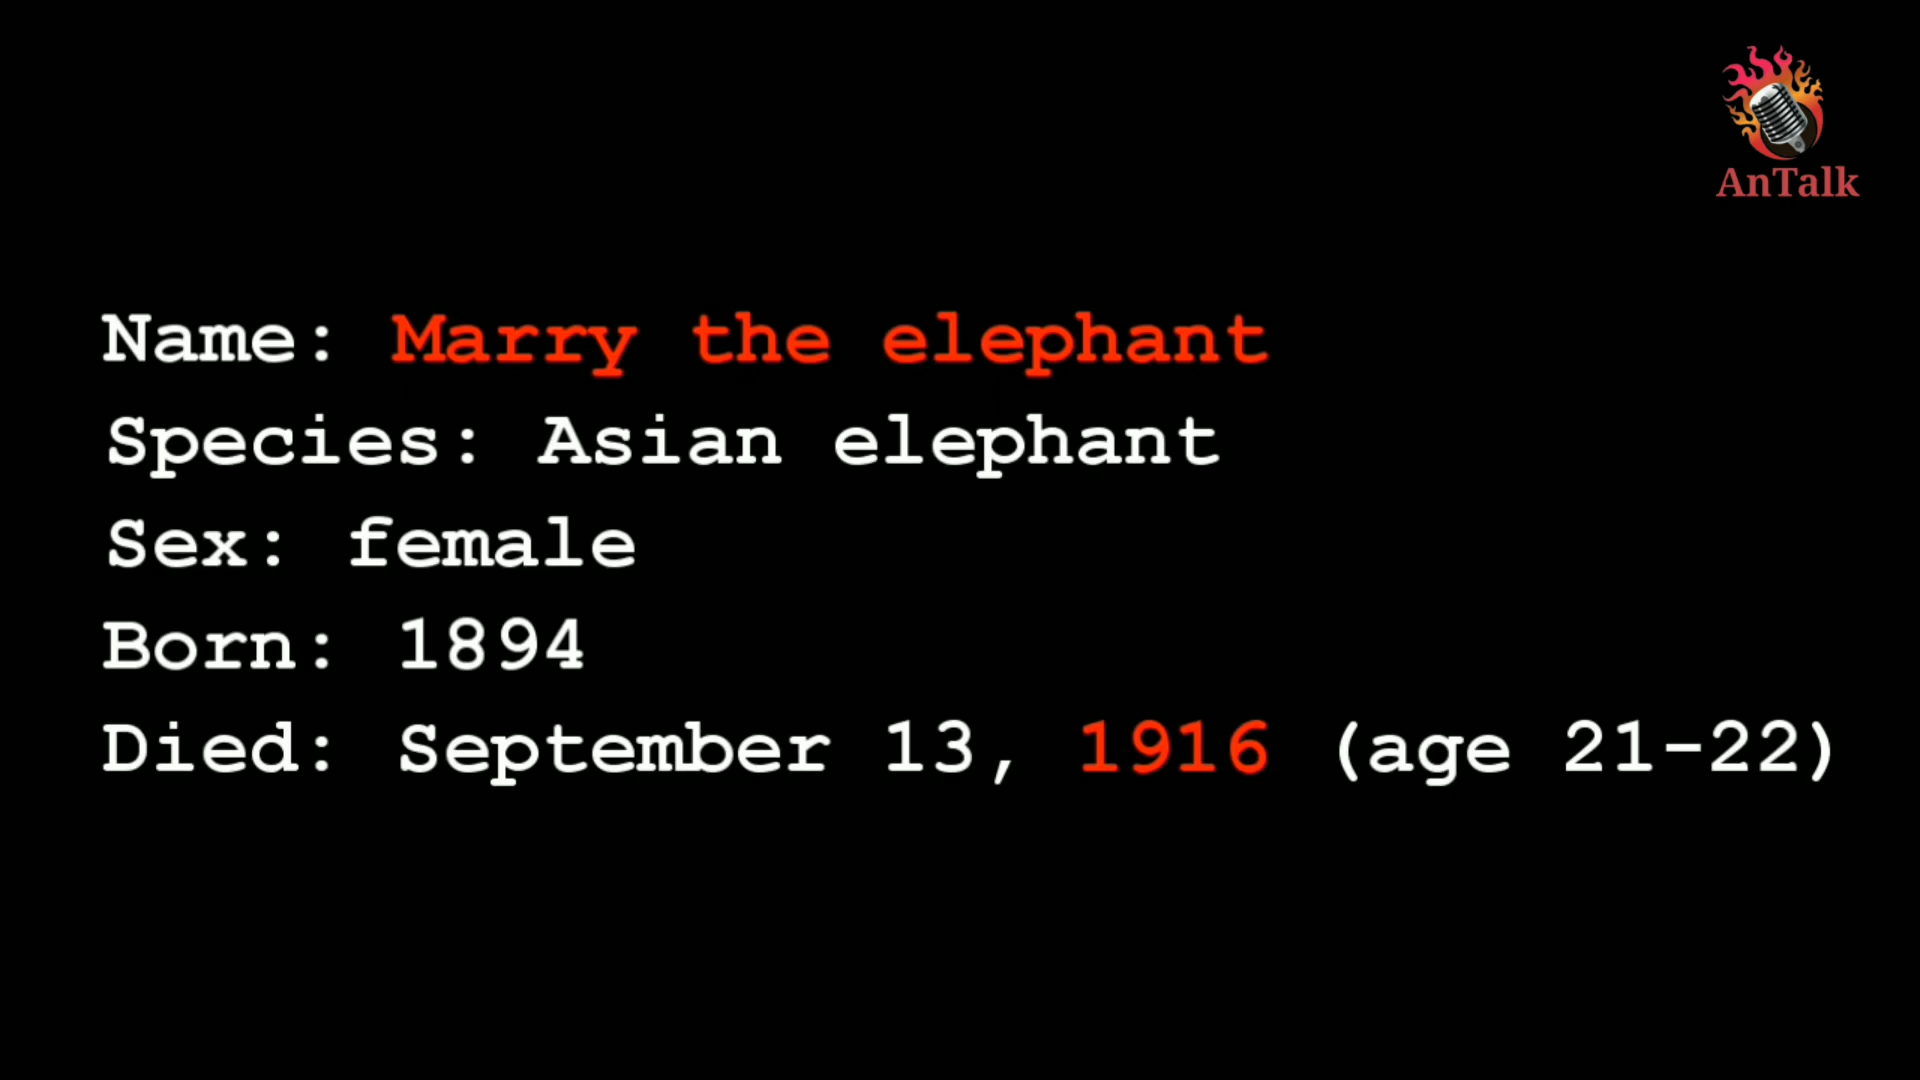 AnTalk
Name: Marry the elephant
Species: Asian elephant
Sex: female
Born: 1894
Died: September 13, 1916 (age 21-22)